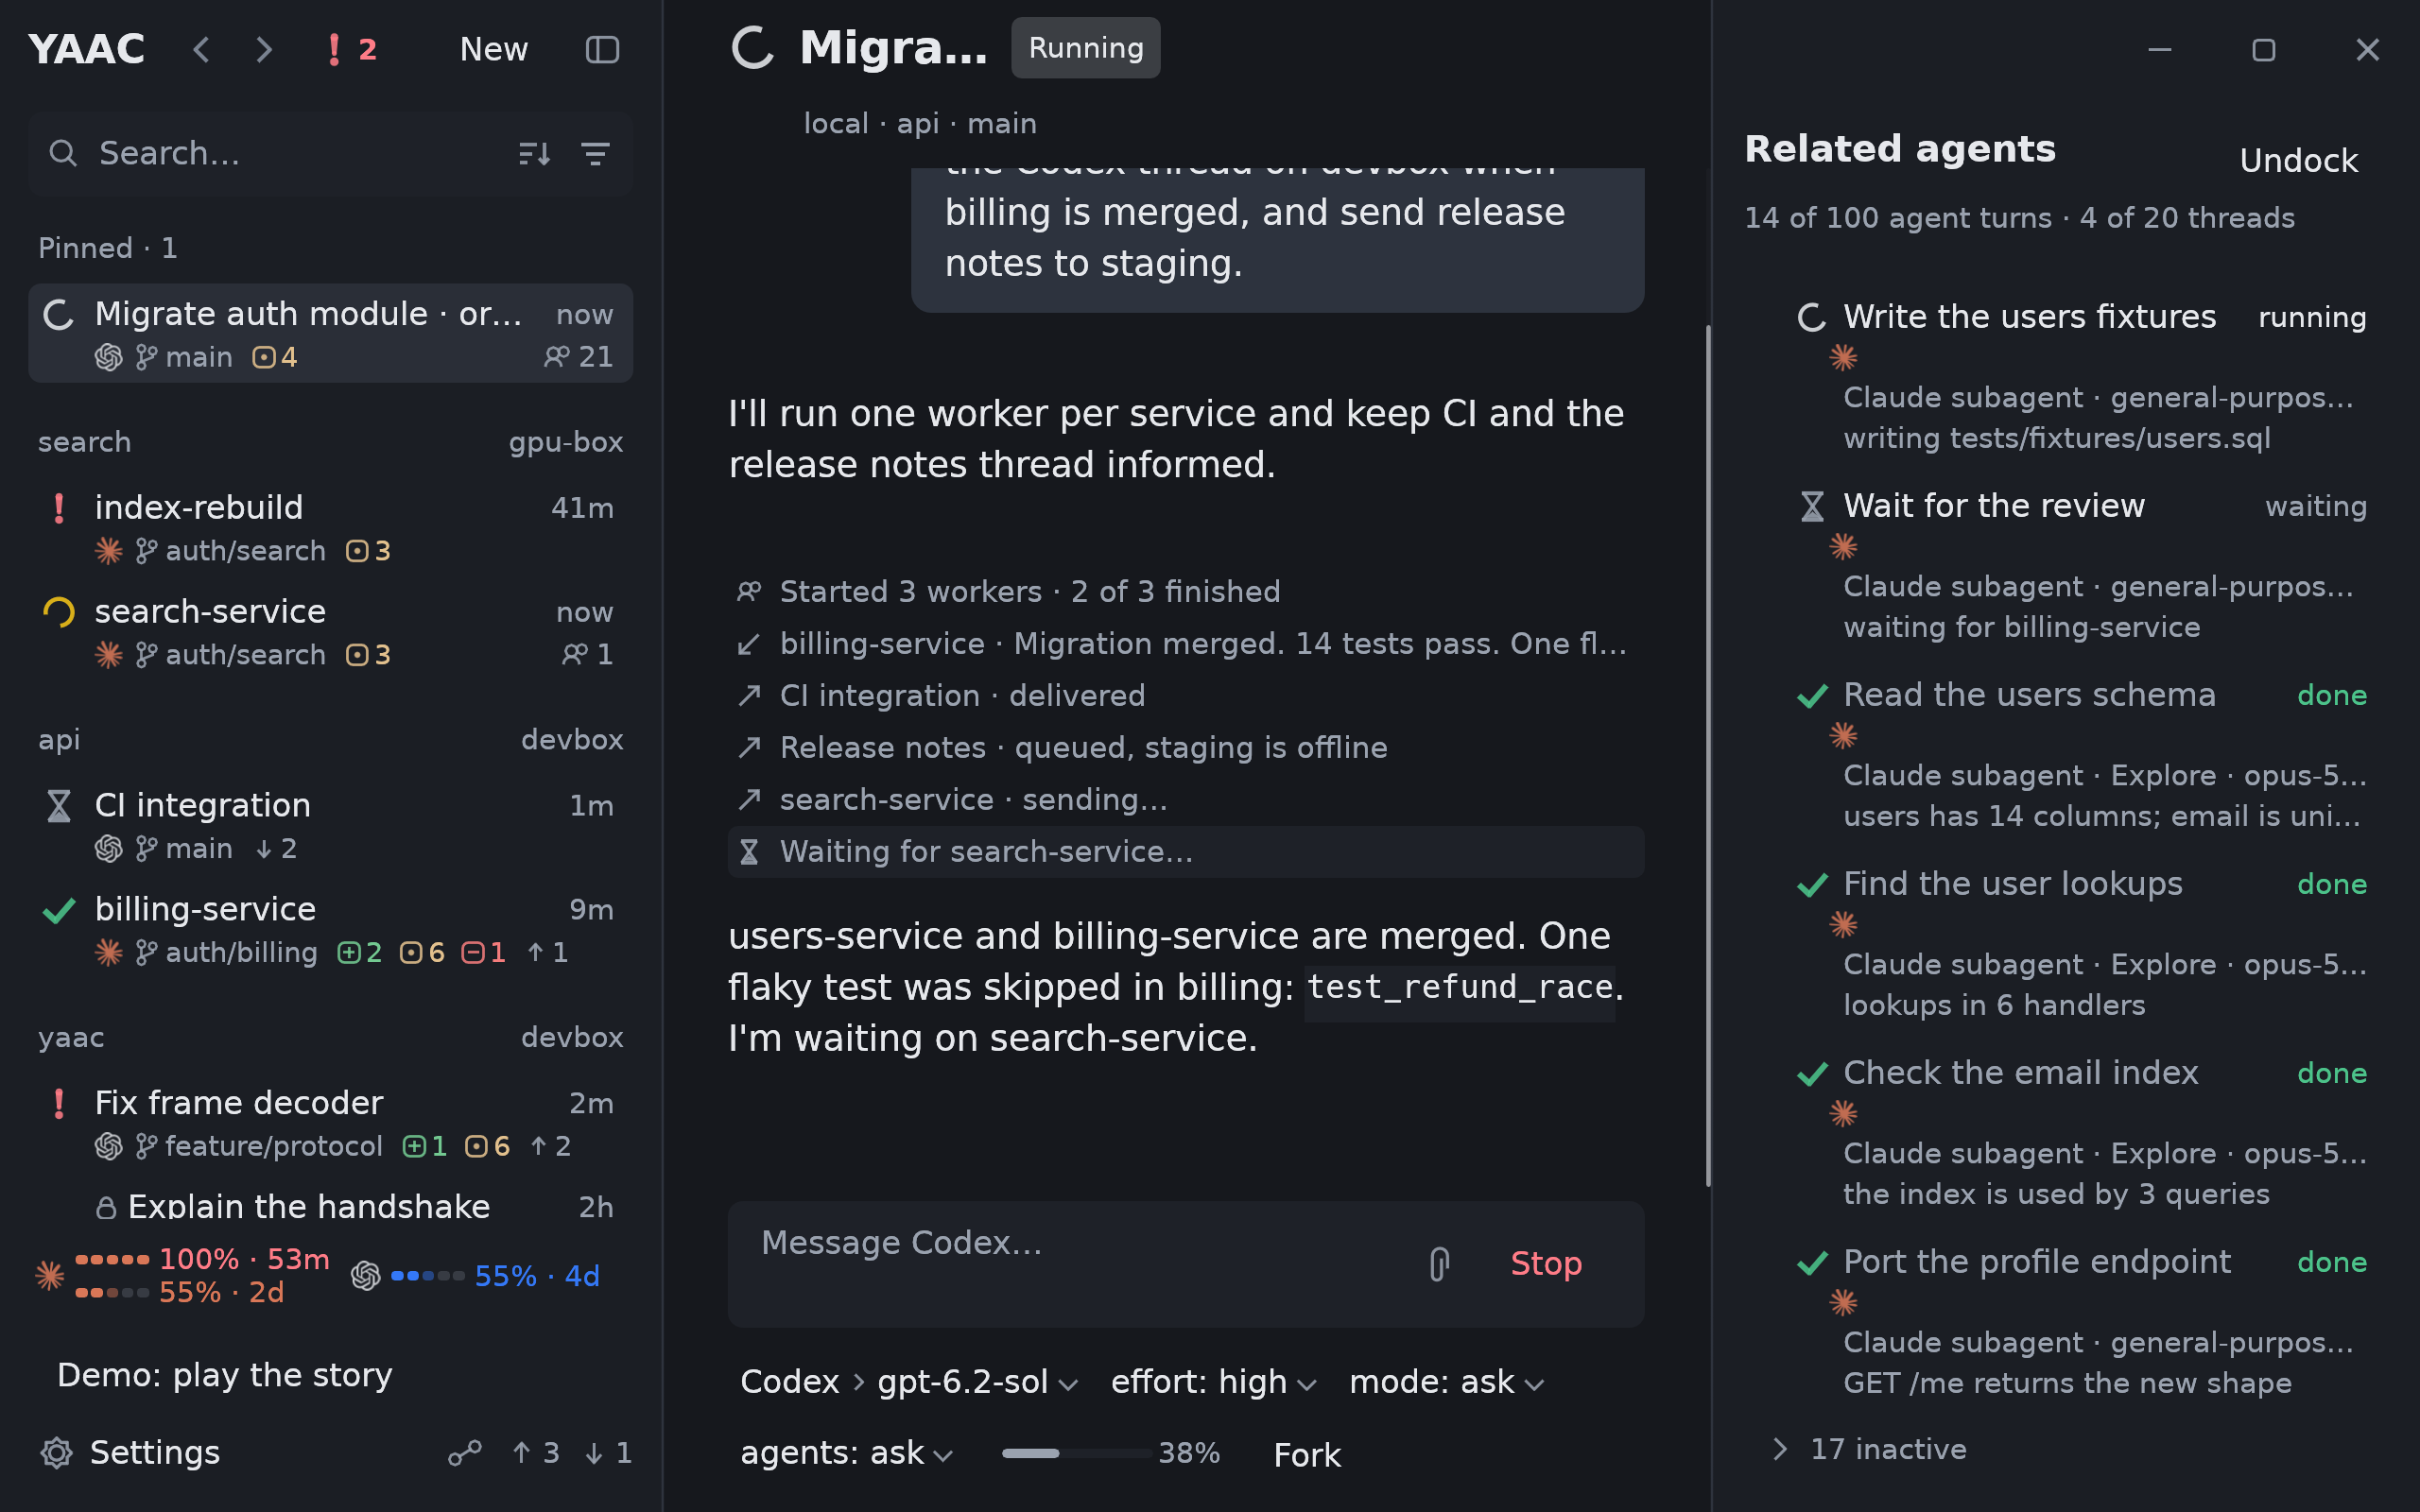 YAAC
2
New
Search…
Pinned · 1
Migrate auth module · or… now
main 4 21
search gpu-box
index-rebuild 41m
auth/search 3
search-service now
auth/search 3 1
api devbox
CI integration 1m
main ↓ 2
billing-service 9m
auth/billing 2 6 1 ↑ 1
yaac devbox
Fix frame decoder 2m
feature/protocol 1 6 ↑ 2
Explain the handshake 2h
100% · 53m
55% · 2d
55% · 4d
Demo: play the story
Settings ↑ 3 ↓ 1
Migra… Running
local · api · main
the Codex thread on devbox when
billing is merged, and send release
notes to staging.
I'll run one worker per service and keep CI and the
release notes thread informed.
Started 3 workers · 2 of 3 finished
billing-service · Migration merged. 14 tests pass. One fl…
CI integration · delivered
Release notes · queued, staging is offline
search-service · sending…
Waiting for search-service…
users-service and billing-service are merged. One
flaky test was skipped in billing: test_refund_race.
I'm waiting on search-service.
Message Codex…
Stop
Codex › gpt-6.2-sol effort: high mode: ask
agents: ask 38% Fork
Related agents
Undock
14 of 100 agent turns · 4 of 20 threads
Write the users fixtures running
Claude subagent · general-purpos…
writing tests/fixtures/users.sql
Wait for the review waiting
Claude subagent · general-purpos…
waiting for billing-service
Read the users schema done
Claude subagent · Explore · opus-5…
users has 14 columns; email is uni…
Find the user lookups done
Claude subagent · Explore · opus-5…
lookups in 6 handlers
Check the email index done
Claude subagent · Explore · opus-5…
the index is used by 3 queries
Port the profile endpoint done
Claude subagent · general-purpos…
GET /me returns the new shape
17 inactive